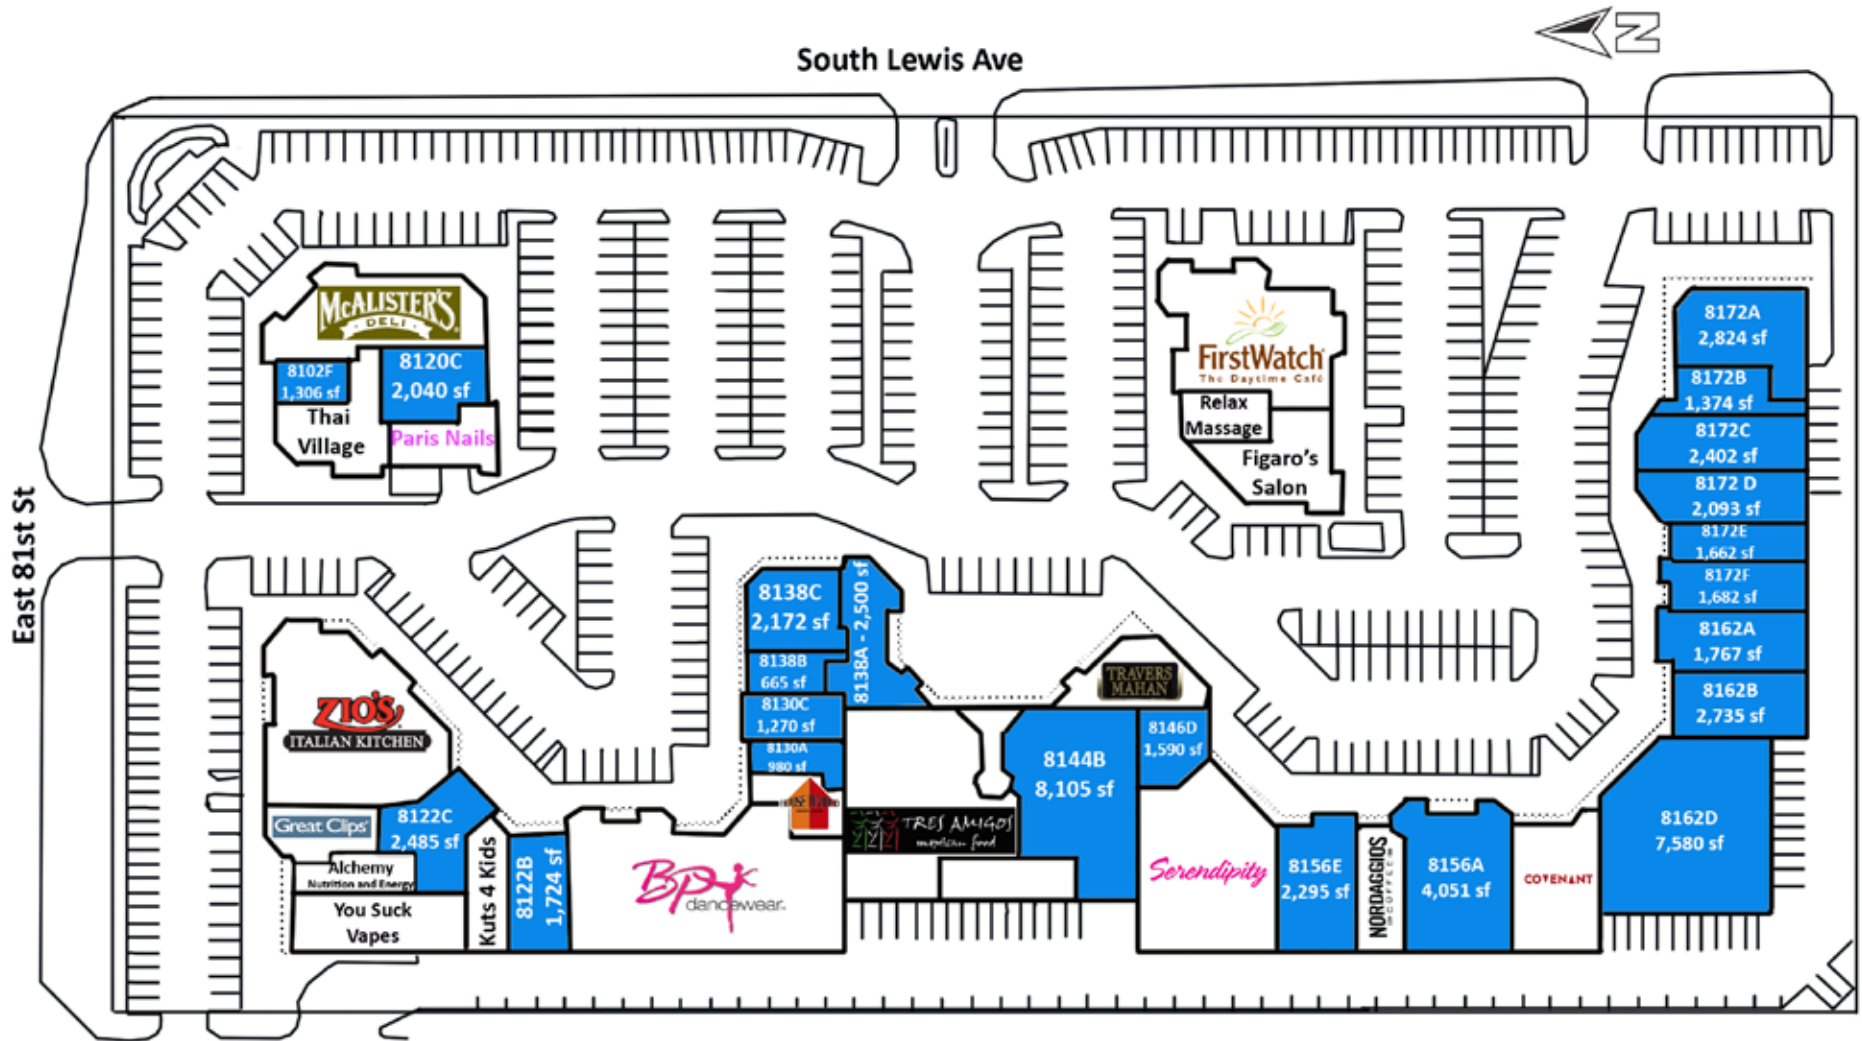 South Lewis Ave
N
East 81st St
McALISTER'S
DELI
8102F
1,306 sf
8120C
2,040 sf
Thai
Village
Paris Nails
FirstWatch
The Daytime Café
Relax
Massage
Figaro's
Salon
8172A
2,824 sf
8172B
1,374 sf
8172C
2,402 sf
8172 D
2,093 sf
8172E
1,662 sf
8172F
1,682 sf
8162A
1,767 sf
8162B
2,735 sf
8162D
7,580 sf
8138C
2,172 sf
8138A - 2,500 sf
8138B
665 sf
8130C
1,270 sf
8130A
980 sf
TRAVERS
MAHAN
8146D
1,590 sf
8144B
8,105 sf
ZIO'S
ITALIAN KITCHEN
Great Clips
8122C
2,485 sf
Alchemy
Nutrition and Energy
You Suck
Vapes
Kuts 4 Kids
8122B
1,724 sf
BP
dancewear
TRES AMIGOS
mexican food
Serendipity
8156E
2,295 sf
NORDAGGIOS
COFFEE
8156A
4,051 sf
COVENANT